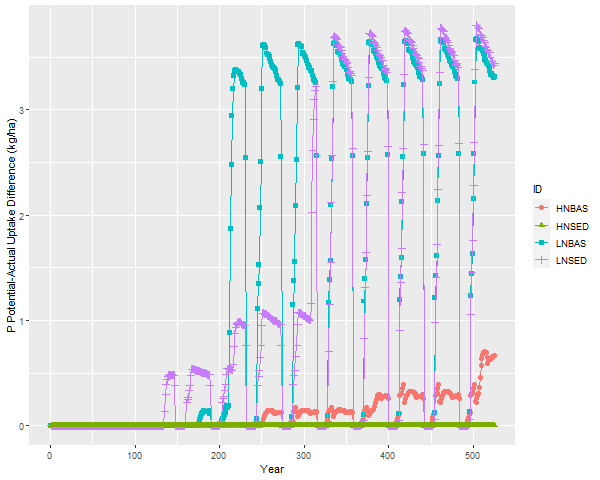 P Potential-Actual Uptake Difference (kg/ha)
3
2
1
0
0
100
200
300
400
500
Year
ID
HNBAS
HNSED
LNBAS
LNSED